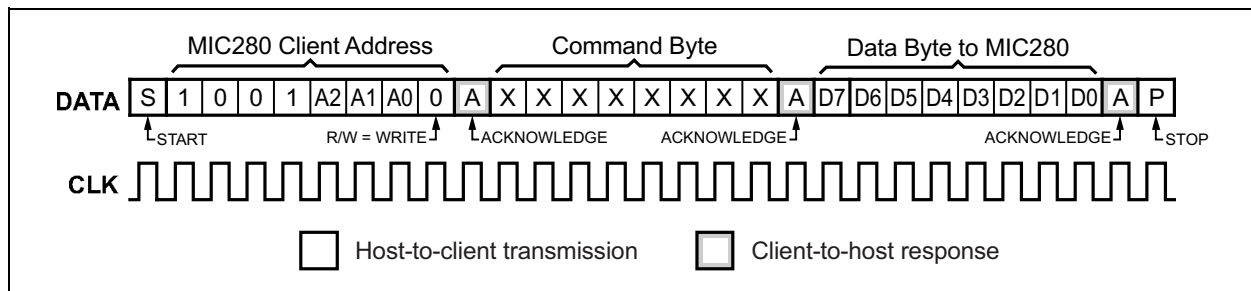 MIC280 Client Address Command Byte Data Byte to MIC280
DATA S 1 0 0 1 A2 A1 A0 0 A X X X X X X X X A D7 D6 D5 D4 D3 D2 D1 D0 A P
START R/W = WRITE ACKNOWLEDGE ACKNOWLEDGE ACKNOWLEDGE STOP
CLK
Host-to-client transmission Client-to-host response